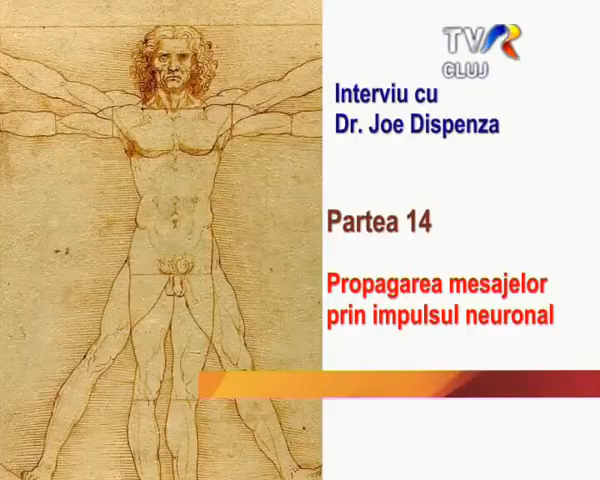 TVR
CLUJ
Interviu cu
Dr. Joe Dispenza
Partea 14
Propagarea mesajelor
prin impulsul neuronal